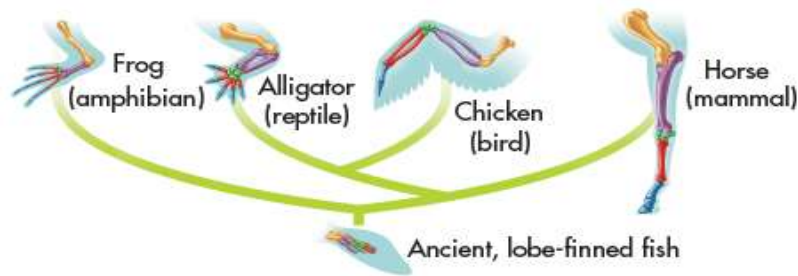 Frog
(amphibian)
Alligator
(reptile)
Chicken
(bird)
Horse
(mammal)
Ancient, lobe-finned fish